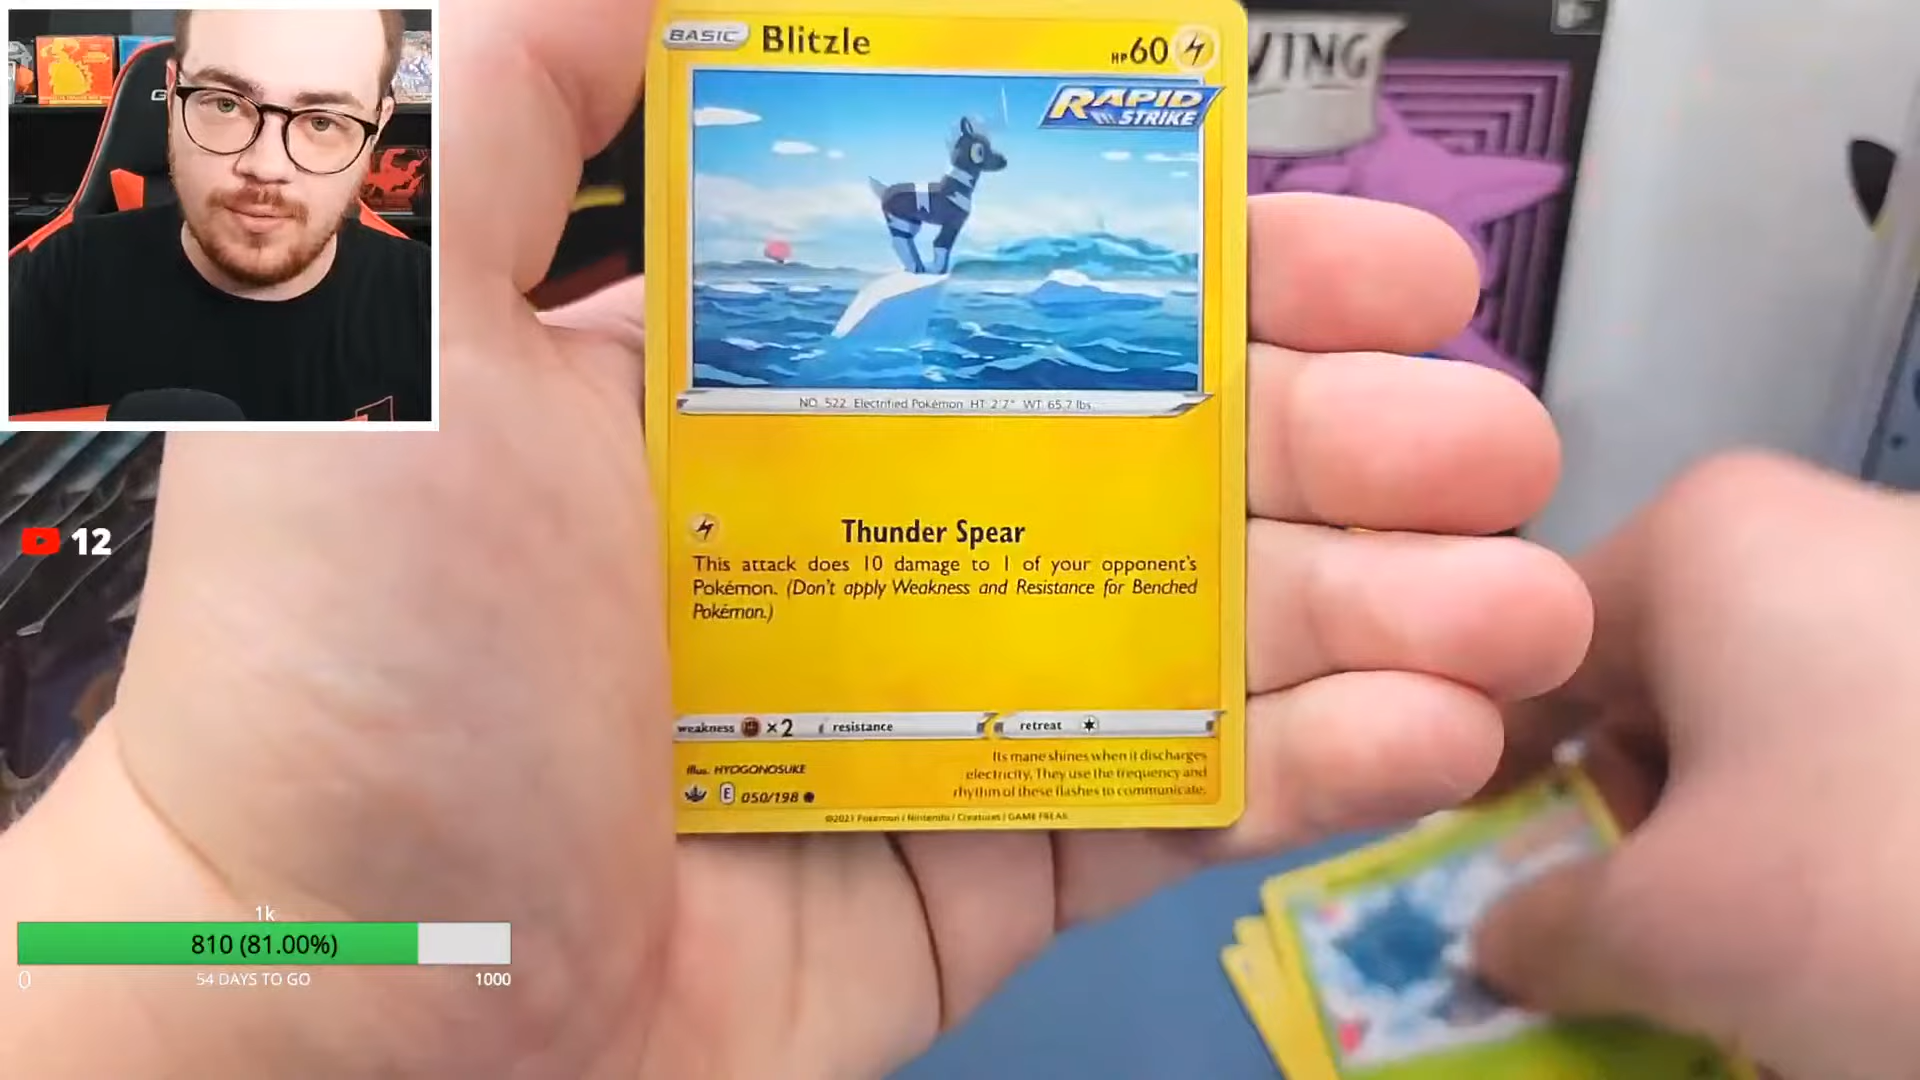 BASIC Blitzle HP60
RAPID
STRIKE
VING
G
NO. 522 Electrified Pokémon HT 2'7" WT 65.7 lbs.
12
Thunder Spear
This attack does 10 damage to 1 of your opponent's
Pokémon. (Don't apply Weakness and Resistance for Benched
Pokémon.)
weakness ×2 resistance retreat
Its mane shines when it discharges
electricity. They use the frequency and
rhythm of these flashes to communicate.
Illus. HYOGONOSUKE
E 050/198
©2021 Pokémon / Nintendo / Creatures / GAME FREAK
1k
810 (81.00%)
0 54 DAYS TO GO 1000